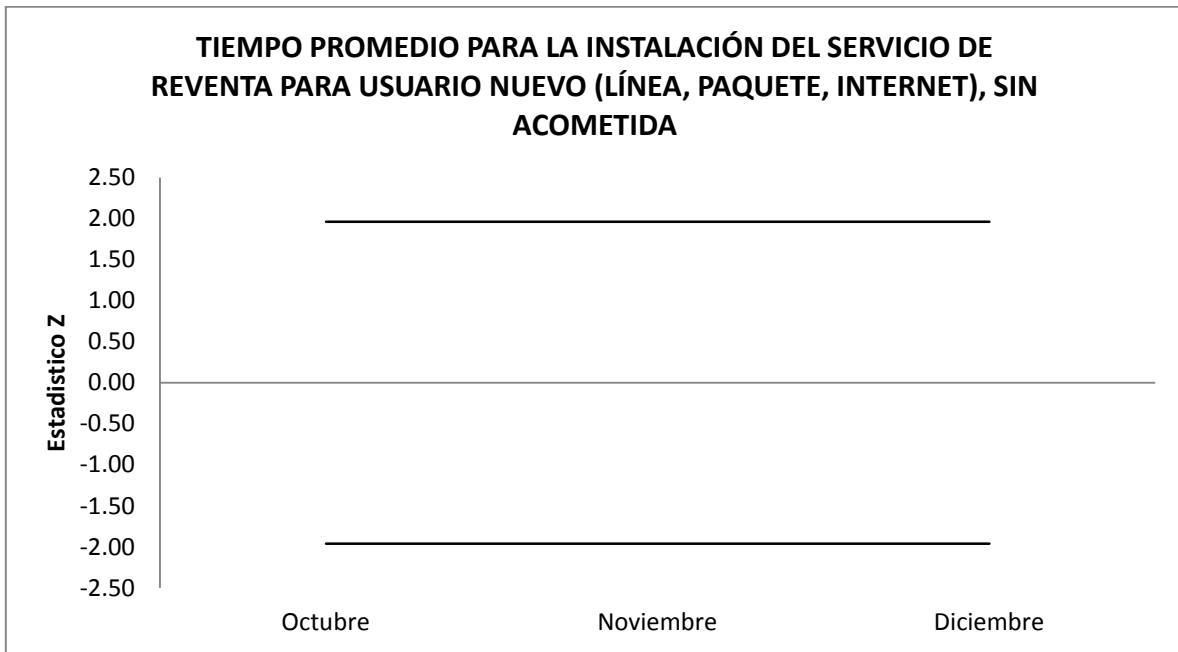 TIEMPO PROMEDIO PARA LA INSTALACIÓN DEL SERVICIO DE
REVENTA PARA USUARIO NUEVO (LÍNEA, PAQUETE, INTERNET), SIN
ACOMETIDA
Estadistico Z
2.50
2.00
1.50
1.00
0.50
0.00
-0.50
-1.00
-1.50
-2.00
-2.50
Octubre
Noviembre
Diciembre